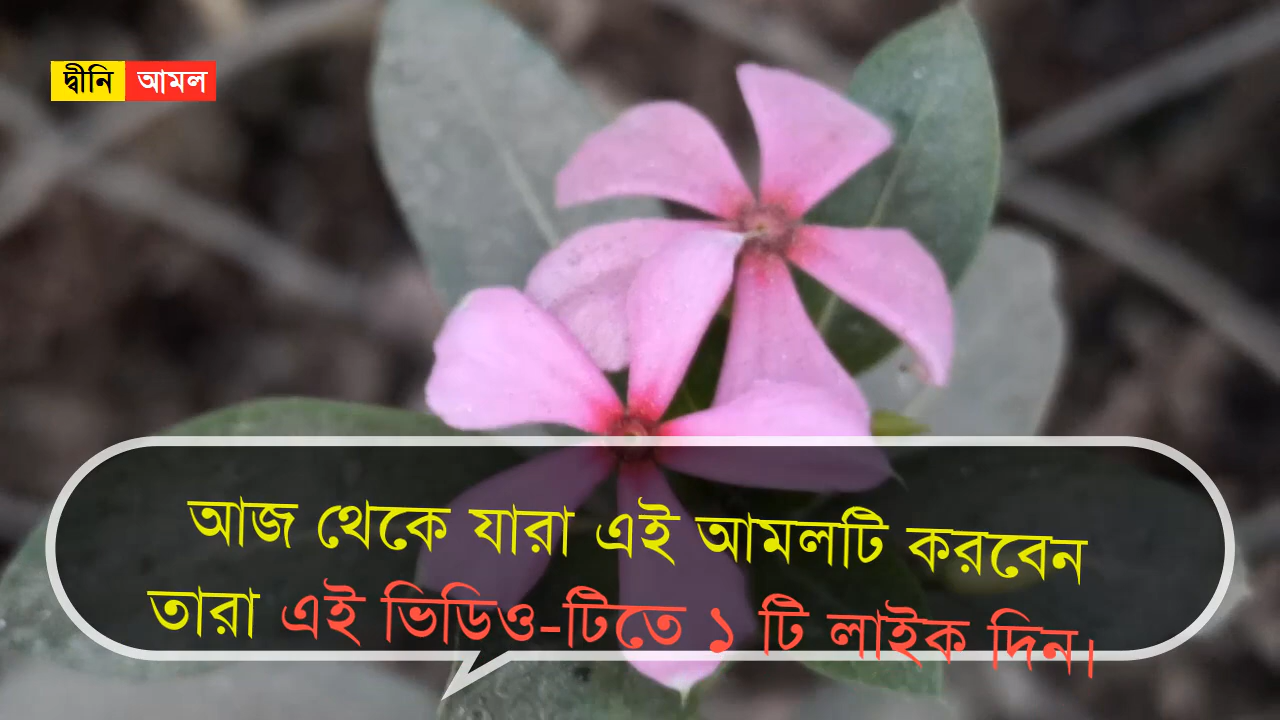 দ্বীনি আমল
আজ থেকে যারা এই আমলটি করবেন
তারা এই ভিডিও-টিতে ১ টি লাইক দিন।